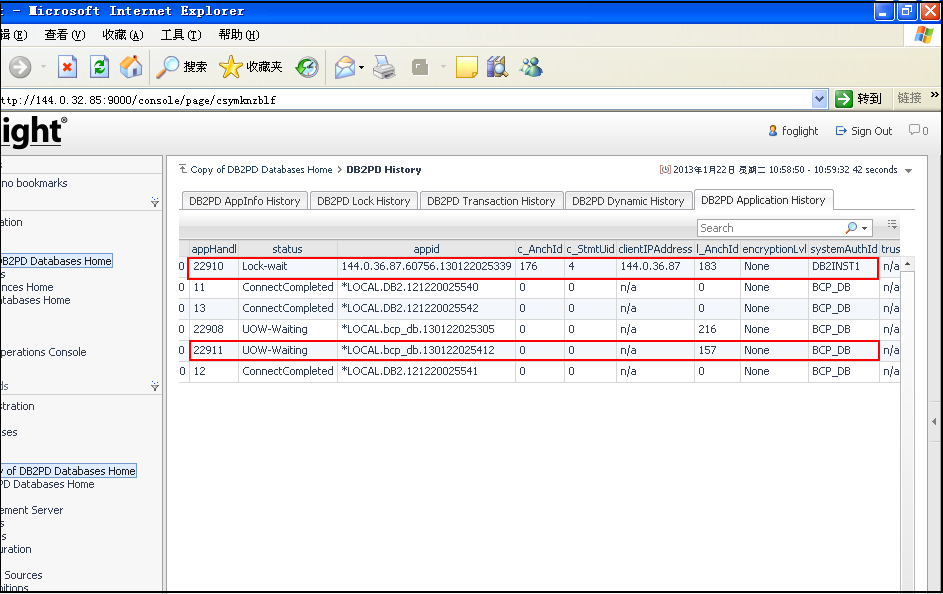 : - Microsoft Internet Explorer
辑(E) 查看(V) 收藏(A) 工具(T) 帮助(H)
搜索 收藏夹
ttp://144.0.32.85:9000/console/page/csymknzblf 转到 链接 »
ight® foglight Sign Out 0
Copy of DB2PD Databases Home > DB2PD History 2013年1月22日 星期二 10:58:50 - 10:59:32 42 seconds
no bookmarks
DB2PD AppInfo History DB2PD Lock History DB2PD Transaction History DB2PD Dynamic History DB2PD Application History
ation
Search
appHandl status appid c_AnchId c_StmtUid clientIPAddress l_AnchId encryptionLvl systemAuthId trus
B2PD Databases Home
0 22910 Lock-wait 144.0.36.87.60756.130122025339 176 4 144.0.36.87 183 None DB2INST1 n/a
s
0 11 ConnectCompleted *LOCAL.DB2.121220025540 0 0 n/a 0 None BCP_DB n/a
nces Home
atabases Home
0 13 ConnectCompleted *LOCAL.DB2.121220025542 0 0 n/a 0 None BCP_DB n/a
0 22908 UOW-Waiting *LOCAL.bcp_db.130122025305 0 0 n/a 216 None BCP_DB n/a
perations Console
0 22911 UOW-Waiting *LOCAL.bcp_db.130122025412 0 0 n/a 157 None BCP_DB n/a
0 12 ConnectCompleted *LOCAL.DB2.121220025541 0 0 n/a 0 None BCP_DB n/a
ds
tration
ses
y of DB2PD Databases Home
PD Databases Home
ement Server
s
s
uration
Sources
nitions